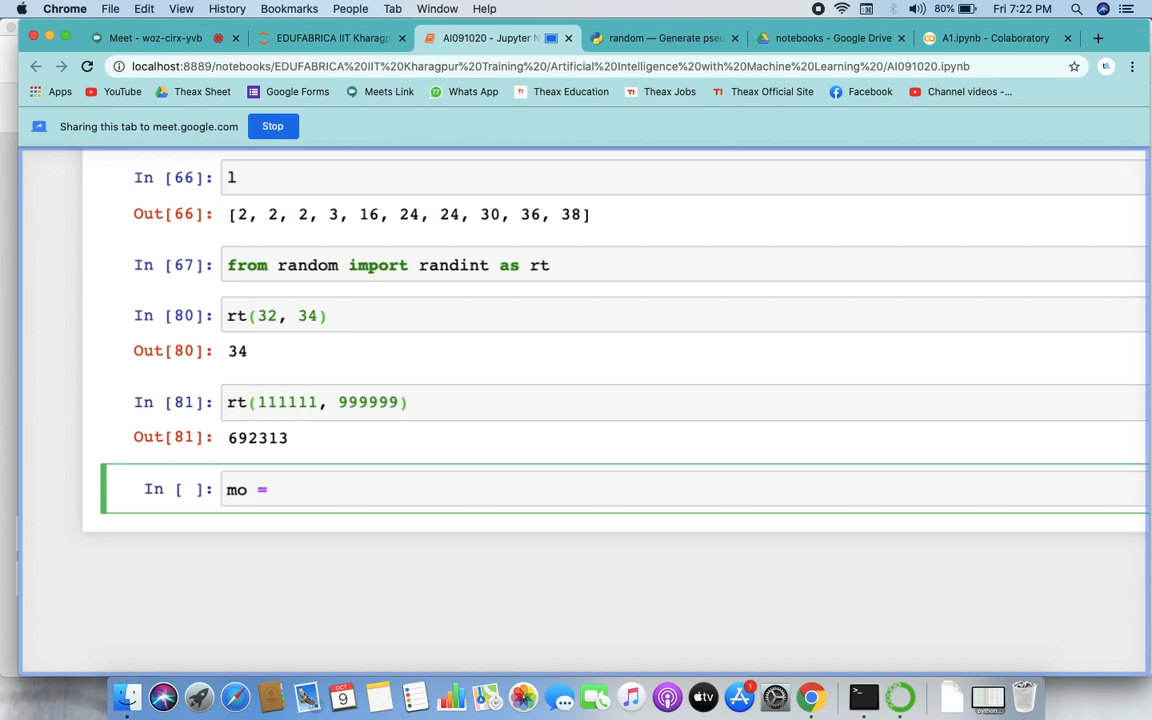 Chrome File Edit View History Bookmarks People Tab Window Help 80% Fri 7:22 PM
Meet - woz-cirx-yvb EDUFABRICA IIT Kharagp AI091020 - Jupyter N random — Generate pseu notebooks - Google Drive A1.ipynb - Colaboratory
localhost:8889/notebooks/EDUFABRICA%20IIT%20Kharagpur%20Training%20/Artificial%20Intelligence%20with%20Machine%20Learning%20/AI091020.ipynb
Apps YouTube Theax Sheet Google Forms Meets Link Whats App Theax Education Theax Jobs Theax Official Site Facebook Channel videos -...
Sharing this tab to meet.google.com Stop
In [66]: l
Out[66]: [2, 2, 2, 3, 16, 24, 24, 30, 36, 38]
In [67]: from random import randint as rt
In [80]: rt(32, 34)
Out[80]: 34
In [81]: rt(111111, 999999)
Out[81]: 692313
In [ ]: mo =